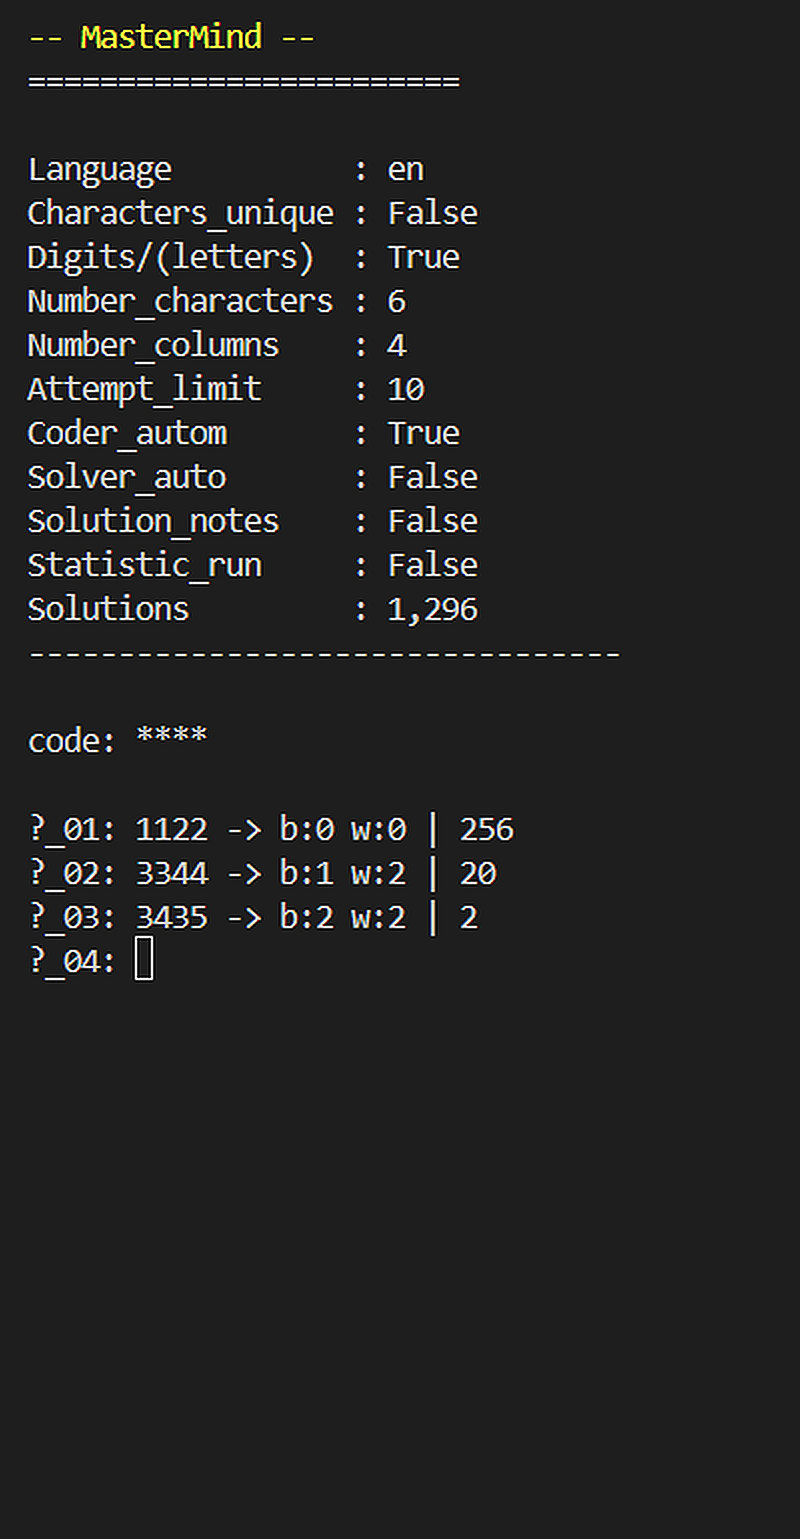 -- MasterMind --
========================
Language : en
Characters_unique : False
Digits/(letters) : True
Number_characters : 6
Number_columns : 4
Attempt_limit : 10
Coder_autom : True
Solver_auto : False
Solution_notes : False
Statistic_run : False
Solutions : 1,296
---------------------------------
code: ****
?_01: 1122 -> b:0 w:0 | 256
?_02: 3344 -> b:1 w:2 | 20
?_03: 3435 -> b:2 w:2 | 2
?_04: